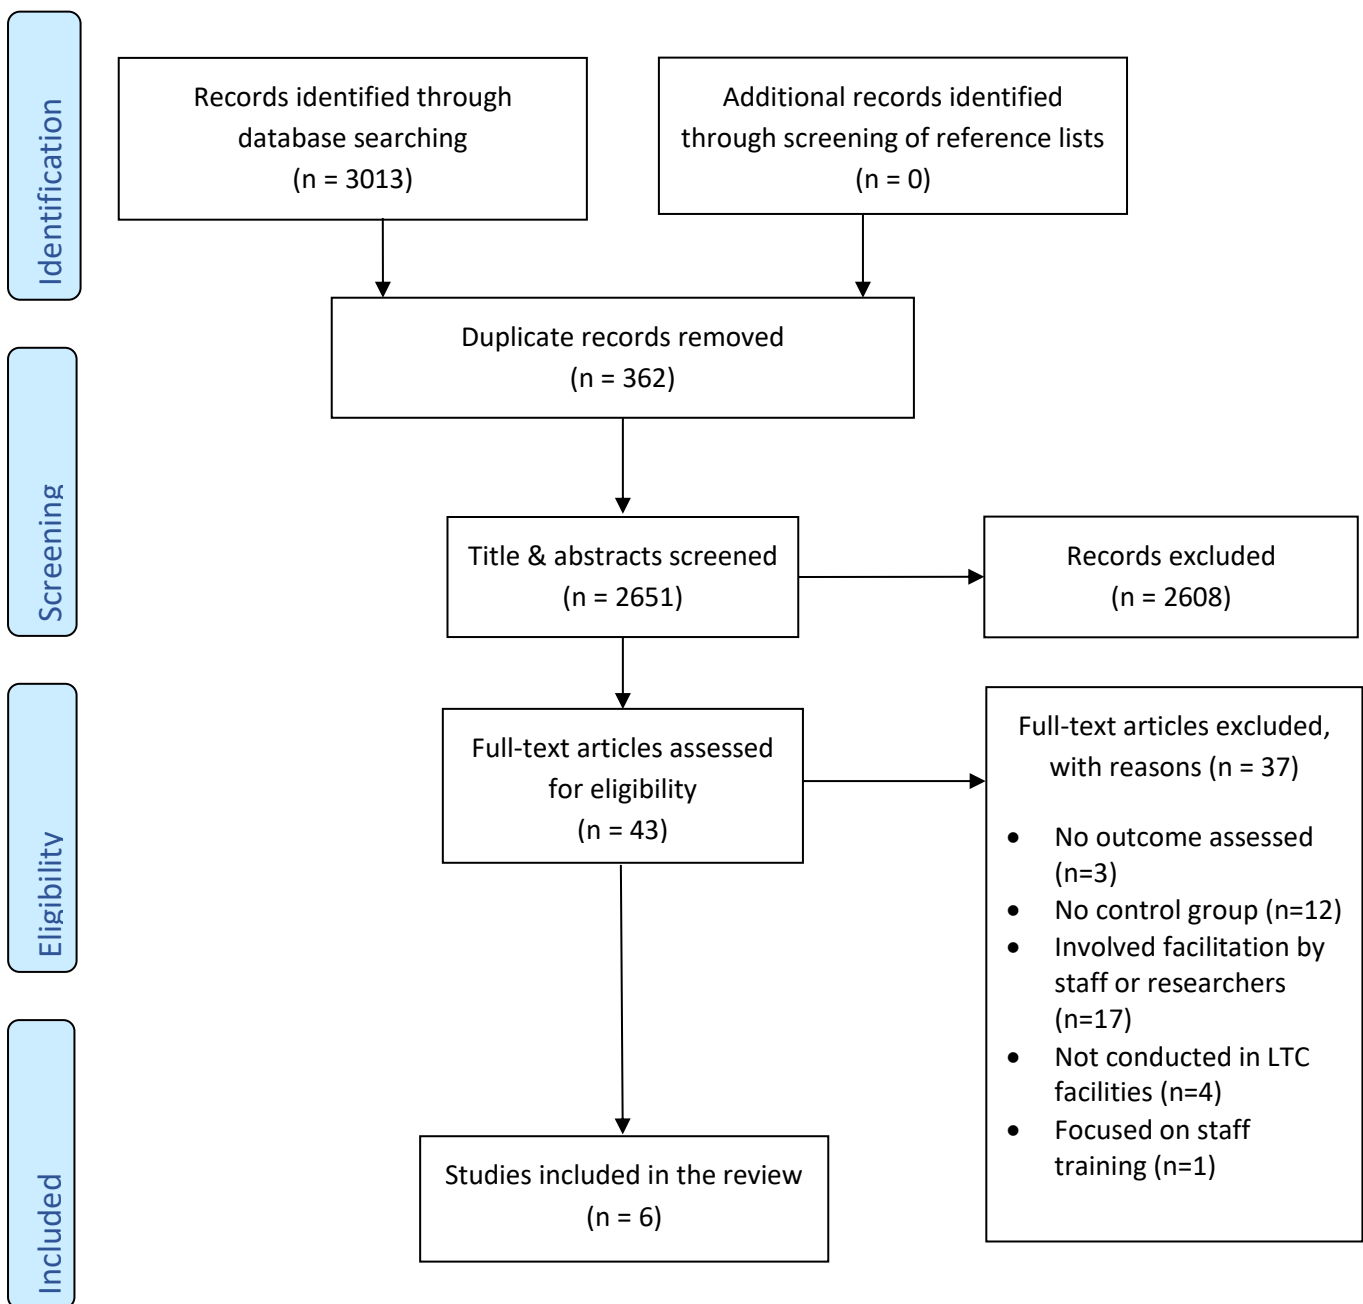 Identification
Records identified through
database searching
(n = 3013)
Additional records identified
through screening of reference lists
(n = 0)
Duplicate records removed
(n = 362)
Screening
Title & abstracts screened
(n = 2651)
Records excluded
(n = 2608)
Eligibility
Full-text articles assessed
for eligibility
(n = 43)
Full-text articles excluded,
with reasons (n = 37)
• No outcome assessed
(n=3)
• No control group (n=12)
• Involved facilitation by
staff or researchers
(n=17)
• Not conducted in LTC
facilities (n=4)
• Focused on staff
training (n=1)
Included
Studies included in the review
(n = 6)